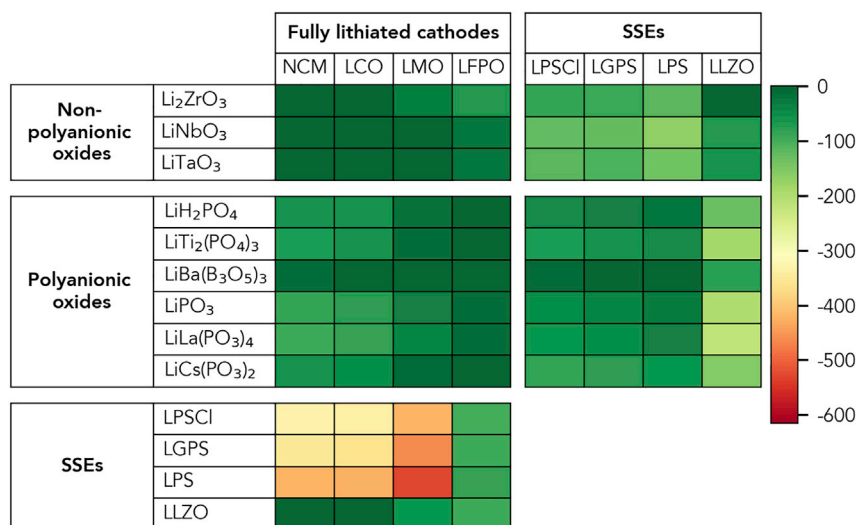 Fully lithiated cathodes
SSEs
NCM LCO LMO LFPO
LPSCl LGPS LPS LLZO
Non-
polyanionic
oxides
Li₂ZrO₃
LiNbO₃
LiTaO₃
Polyanionic
oxides
LiH₂PO₄
LiTi₂(PO₄)₃
LiBa(B₃O₅)₃
LiPO₃
LiLa(PO₃)₄
LiCs(PO₃)₂
SSEs
LPSCl
LGPS
LPS
LLZO
0
-100
-200
-300
-400
-500
-600